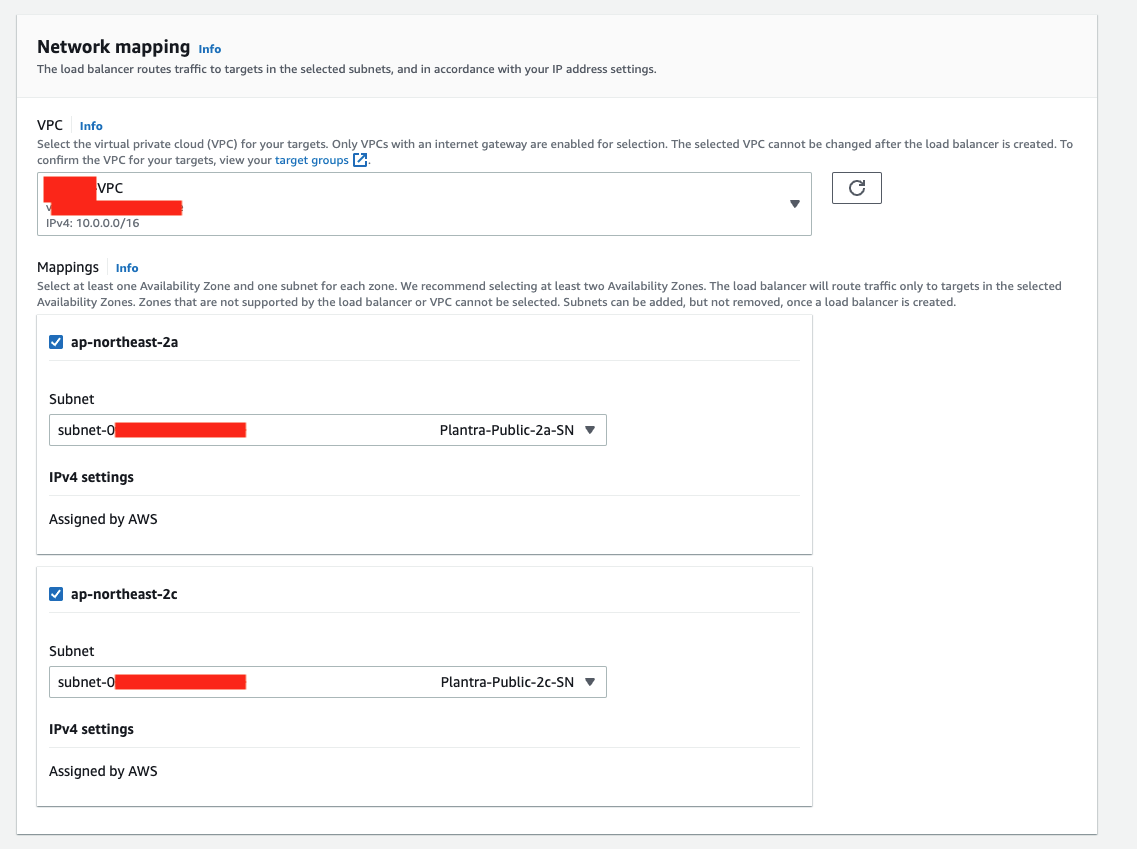 Network mapping Info
The load balancer routes traffic to targets in the selected subnets, and in accordance with your IP address settings.
VPC Info
Select the virtual private cloud (VPC) for your targets. Only VPCs with an internet gateway are enabled for selection. The selected VPC cannot be changed after the load balancer is created. To
confirm the VPC for your targets, view your target groups.
-VPC
v
IPv4: 10.0.0.0/16
Mappings Info
Select at least one Availability Zone and one subnet for each zone. We recommend selecting at least two Availability Zones. The load balancer will route traffic only to targets in the selected
Availability Zones. Zones that are not supported by the load balancer or VPC cannot be selected. Subnets can be added, but not removed, once a load balancer is created.
ap-northeast-2a
Subnet
subnet-0 Plantra-Public-2a-SN
IPv4 settings
Assigned by AWS
ap-northeast-2c
Subnet
subnet-0 Plantra-Public-2c-SN
IPv4 settings
Assigned by AWS